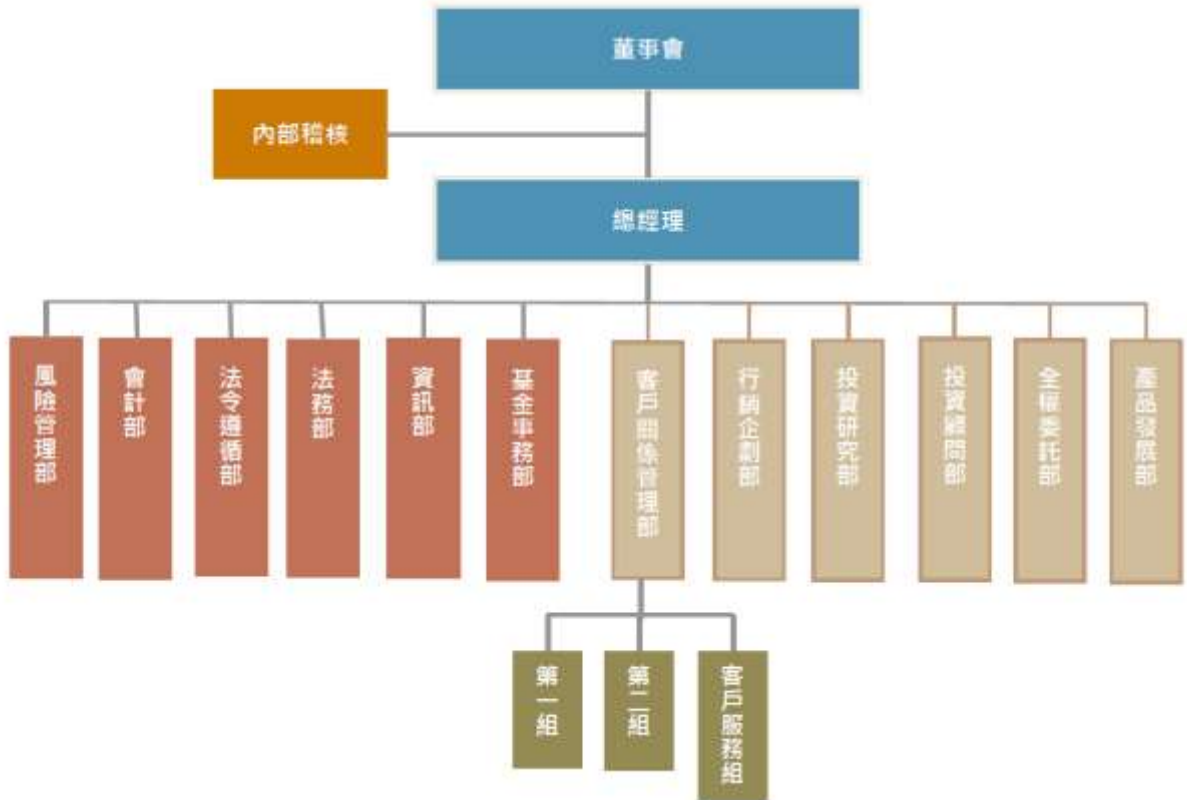 董事會
內部稽核
總經理
風險管理部
會計部
法令遵循部
法務部
資訊部
基金事務部
客戶關係管理部
行銷企劃部
投資研究部
投資顧問部
全權委託部
產品發展部
第一組
第二組
客戶服務組